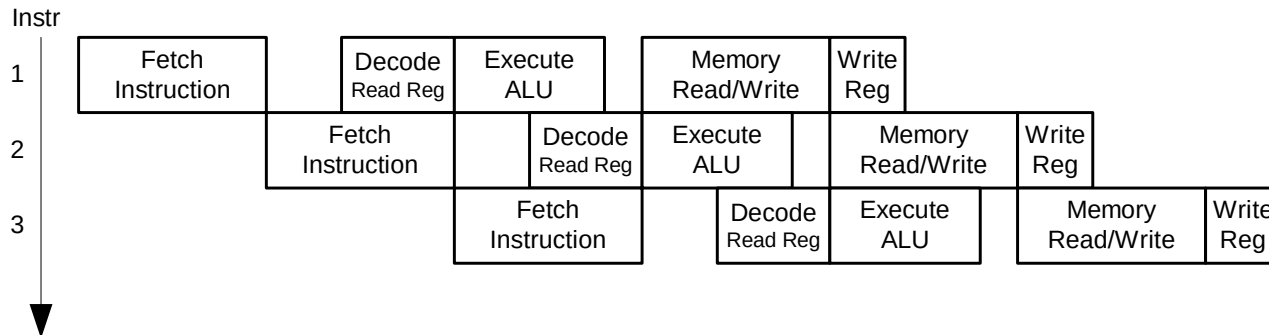 Instr
1
Fetch
Instruction
Decode
Read Reg
Execute
ALU
Memory
Read/Write
Write
Reg
2
Fetch
Instruction
Decode
Read Reg
Execute
ALU
Memory
Read/Write
Write
Reg
3
Fetch
Instruction
Decode
Read Reg
Execute
ALU
Memory
Read/Write
Write
Reg